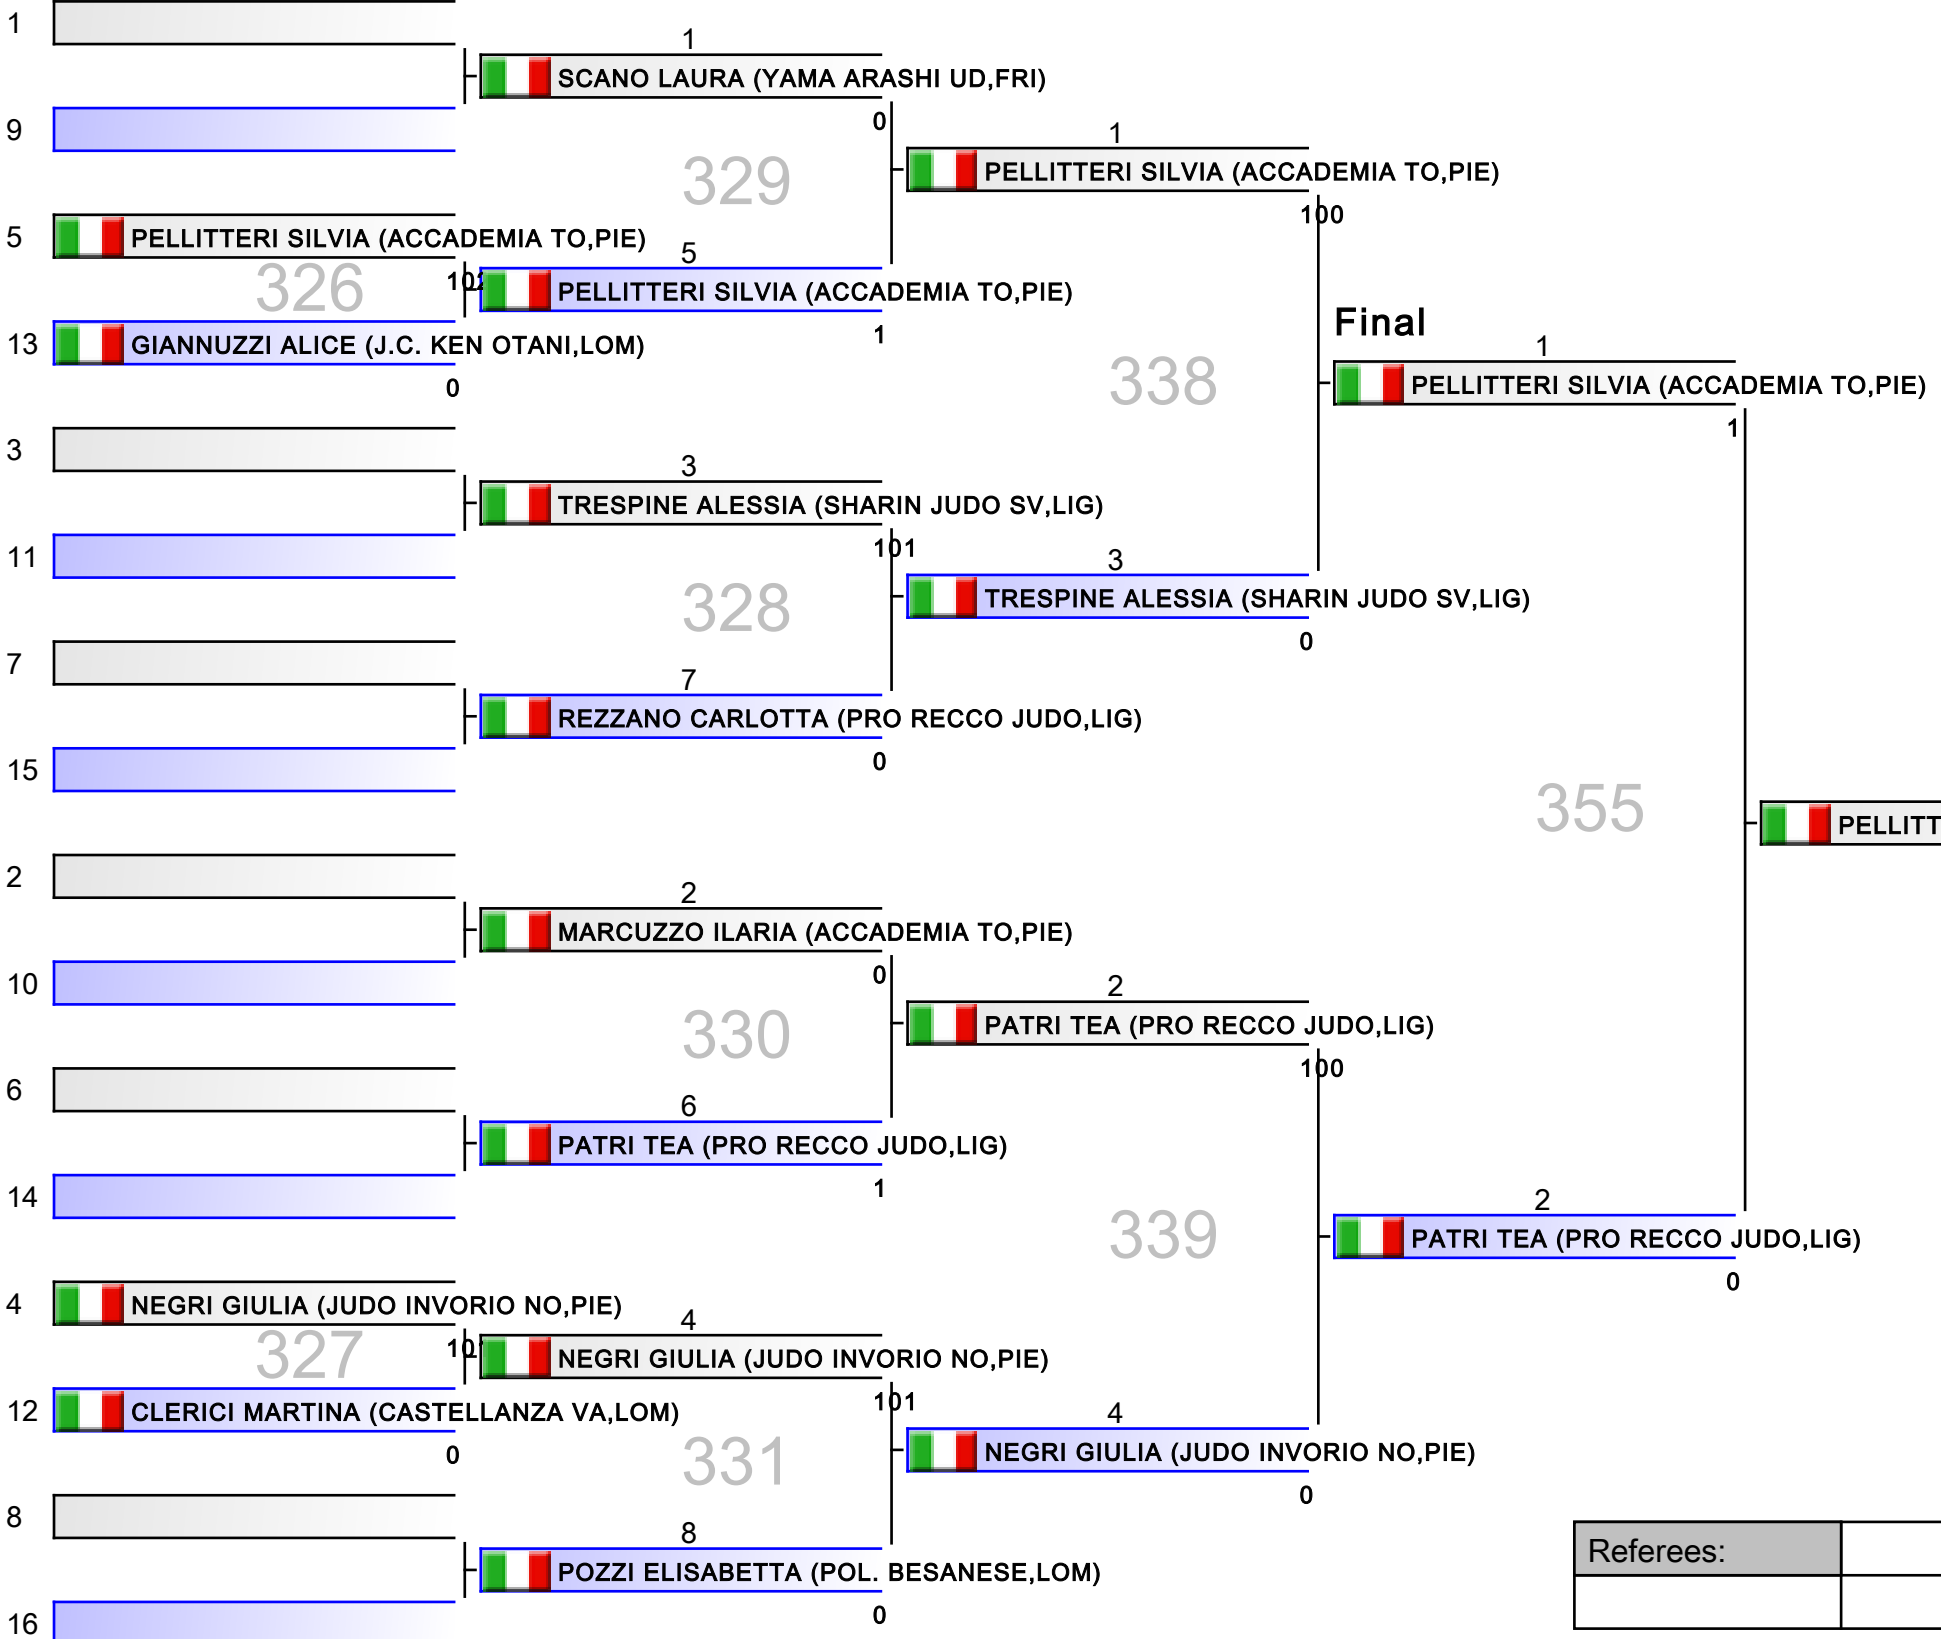 1
1
SCANO LAURA (YAMA ARASHI UD,FRI)
0
9
329
1
PELLITTERI SILVIA (ACCADEMIA TO,PIE)
100
5
PELLITTERI SILVIA (ACCADEMIA TO,PIE)
326
5
PELLITTERI SILVIA (ACCADEMIA TO,PIE)
1
13
GIANNUZZI ALICE (J.C. KEN OTANI,LOM)
0
338
Final
1
PELLITTERI SILVIA (ACCADEMIA TO,PIE)
1
3
3
TRESPINE ALESSIA (SHARIN JUDO SV,LIG)
101
11
328
3
TRESPINE ALESSIA (SHARIN JUDO SV,LIG)
0
7
7
REZZANO CARLOTTA (PRO RECCO JUDO,LIG)
0
15
355
PELLITT
2
2
MARCUZZO ILARIA (ACCADEMIA TO,PIE)
0
10
330
2
PATRI TEA (PRO RECCO JUDO,LIG)
100
6
6
PATRI TEA (PRO RECCO JUDO,LIG)
1
14
339
2
PATRI TEA (PRO RECCO JUDO,LIG)
0
4
NEGRI GIULIA (JUDO INVORIO NO,PIE)
327
4
NEGRI GIULIA (JUDO INVORIO NO,PIE)
101
12
CLERICI MARTINA (CASTELLANZA VA,LOM)
0
331
4
NEGRI GIULIA (JUDO INVORIO NO,PIE)
0
8
8
POZZI ELISABETTA (POL. BESANESE,LOM)
0
16
Referees: